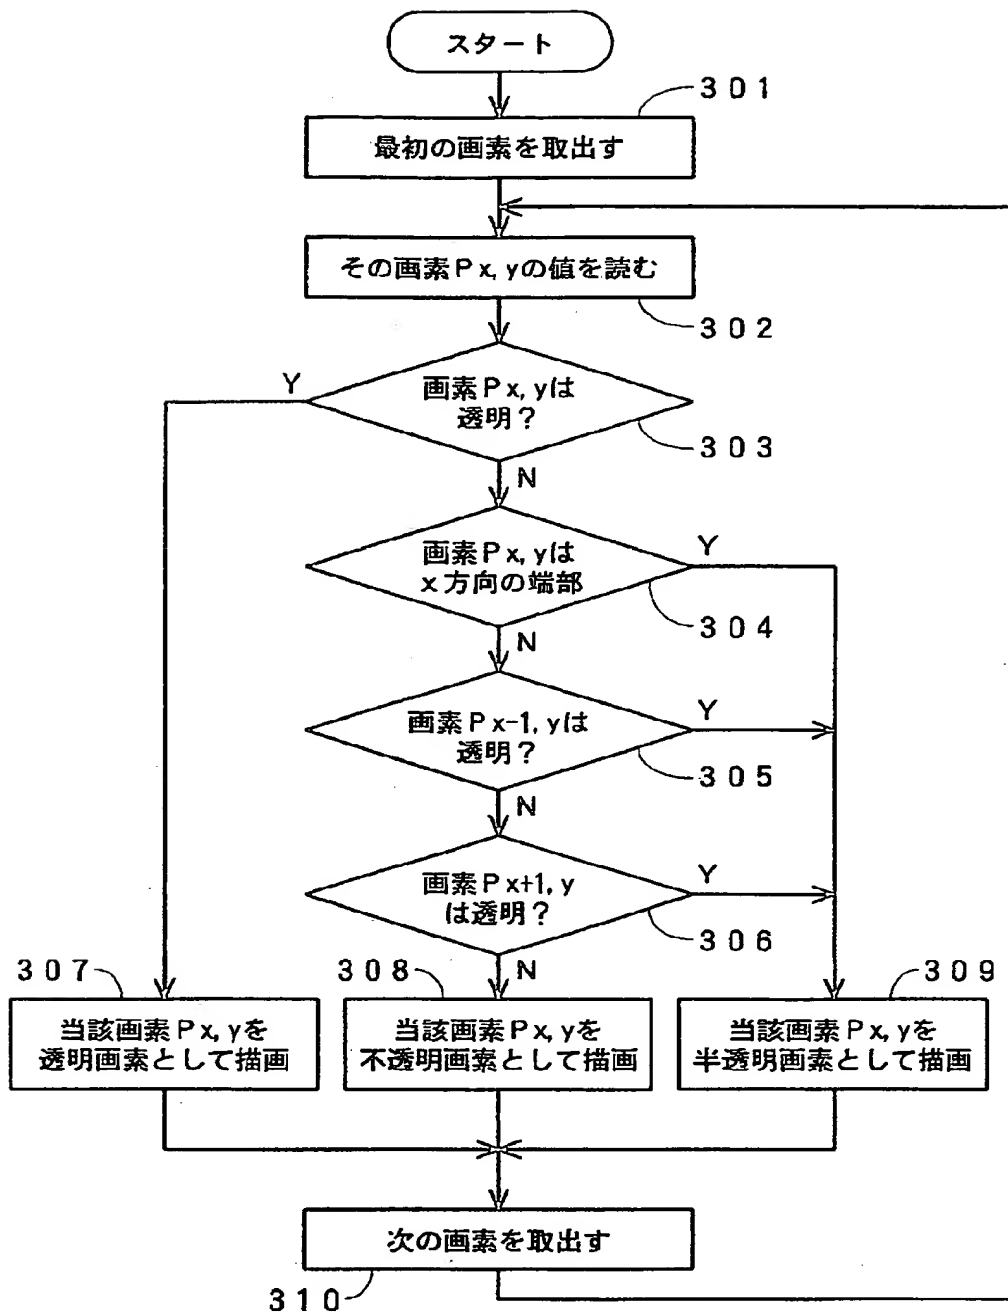 スタート
301
最初の画素を取出す
その画素Px,yの値を読む
302
Y
画素Px,yは
透明?
303
N
画素Px,yは
x方向の端部
Y
304
N
画素Px-1,yは
透明?
Y
305
N
画素Px+1,y
は透明?
Y
306
N
307
308
309
当該画素Px,yを
透明画素として描画
当該画素Px,yを
不透明画素として描画
当該画素Px,yを
半透明画素として描画
次の画素を取出す
310